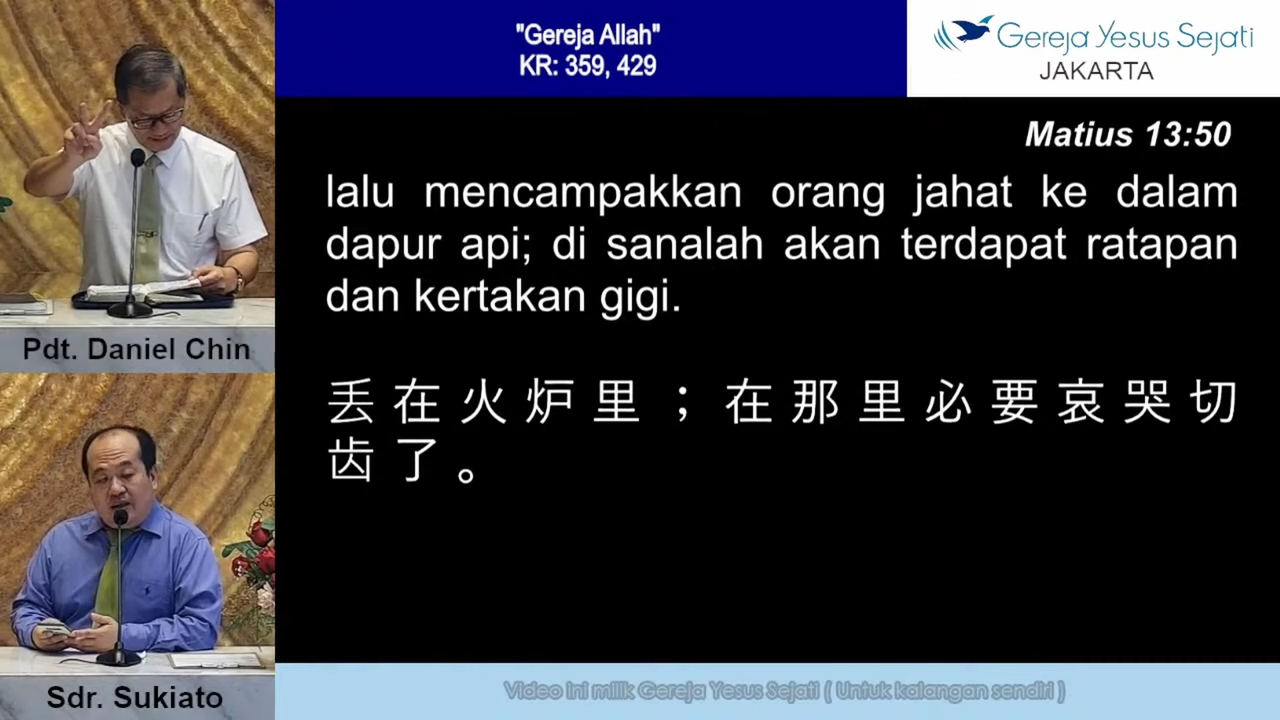 "Gereja Allah"
KR: 359, 429
Gereja Yesus Sejati
JAKARTA
Matius 13:50
lalu mencampakkan orang jahat ke dalam
dapur api; di sanalah akan terdapat ratapan
dan kertakan gigi.
丢在火炉里；在那里必要哀哭切
齿了。
Pdt. Daniel Chin
Sdr. Sukiato
Video ini milik Gereja Yesus Sejati ( Untuk kalangan sendiri )